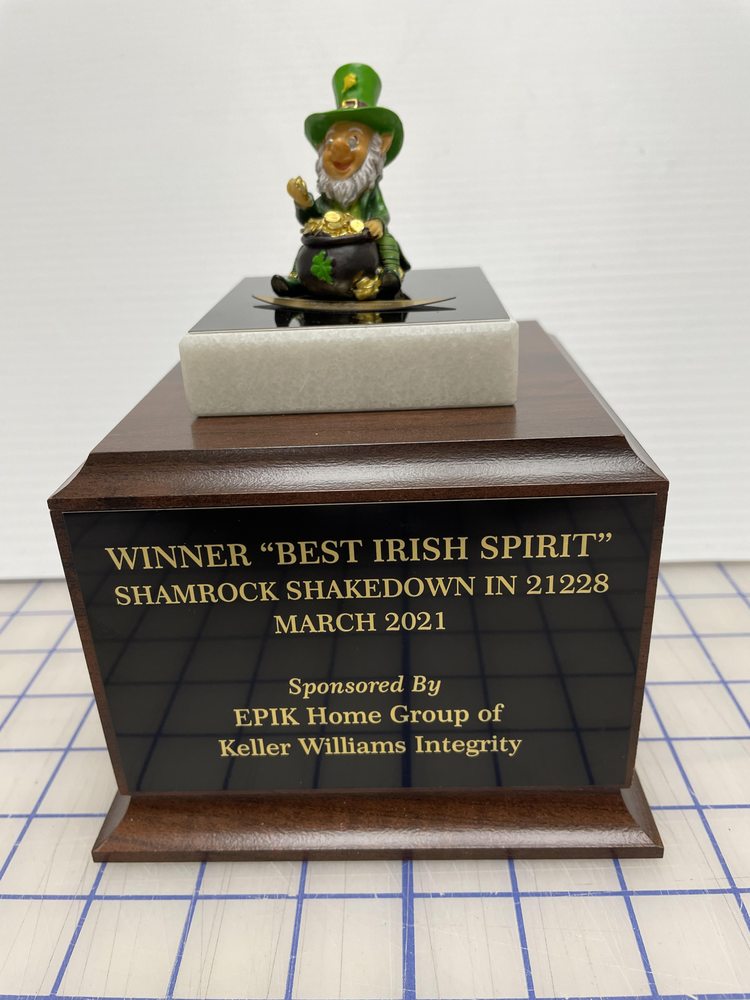 WINNER “BEST IRISH SPIRIT”
SHAMROCK SHAKEDOWN IN 21228
MARCH 2021
Sponsored By
EPIK Home Group of
Keller Williams Integrity